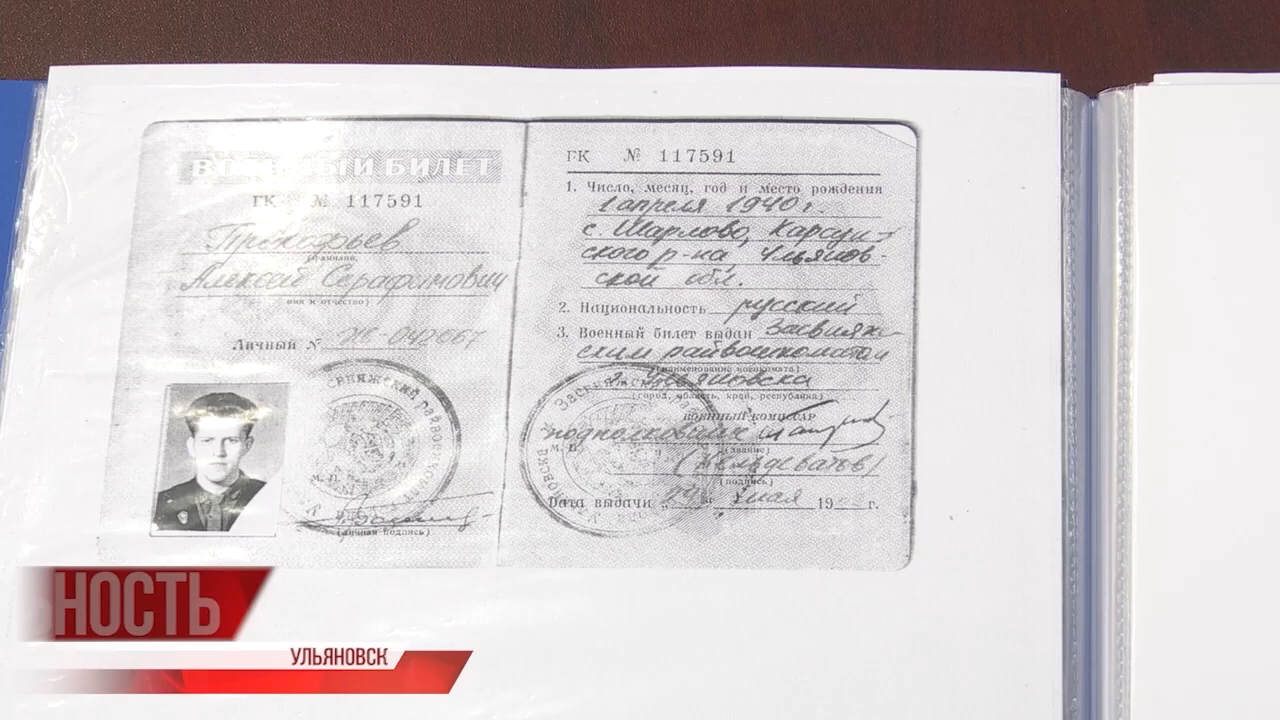 ВОЕННЫЙ БИЛЕТ
ГК № 117591
Прокофьев
(фамилия,
Алексей Серафимович
имя и отчество)
Личный №
М. П.
(личная подпись)
ГК № 117591
1. Число, месяц, год и место рождения
1 апреля 1940 г.
с. Шарлово, Карсун-
ского р-на, Ульянов-
ской обл.
2. Национальность русский
3. Военный билет выдан Засвияж-
ским райвоенкоматом
(наименование военкомата)
г. Ульяновска
(город, область, край, республика)
военный комиссар
подполковник
М. П.
(звание)
(подпись)
Дата выдачи мая 19 г.
НОСТЬ
УЛЬЯНОВСК